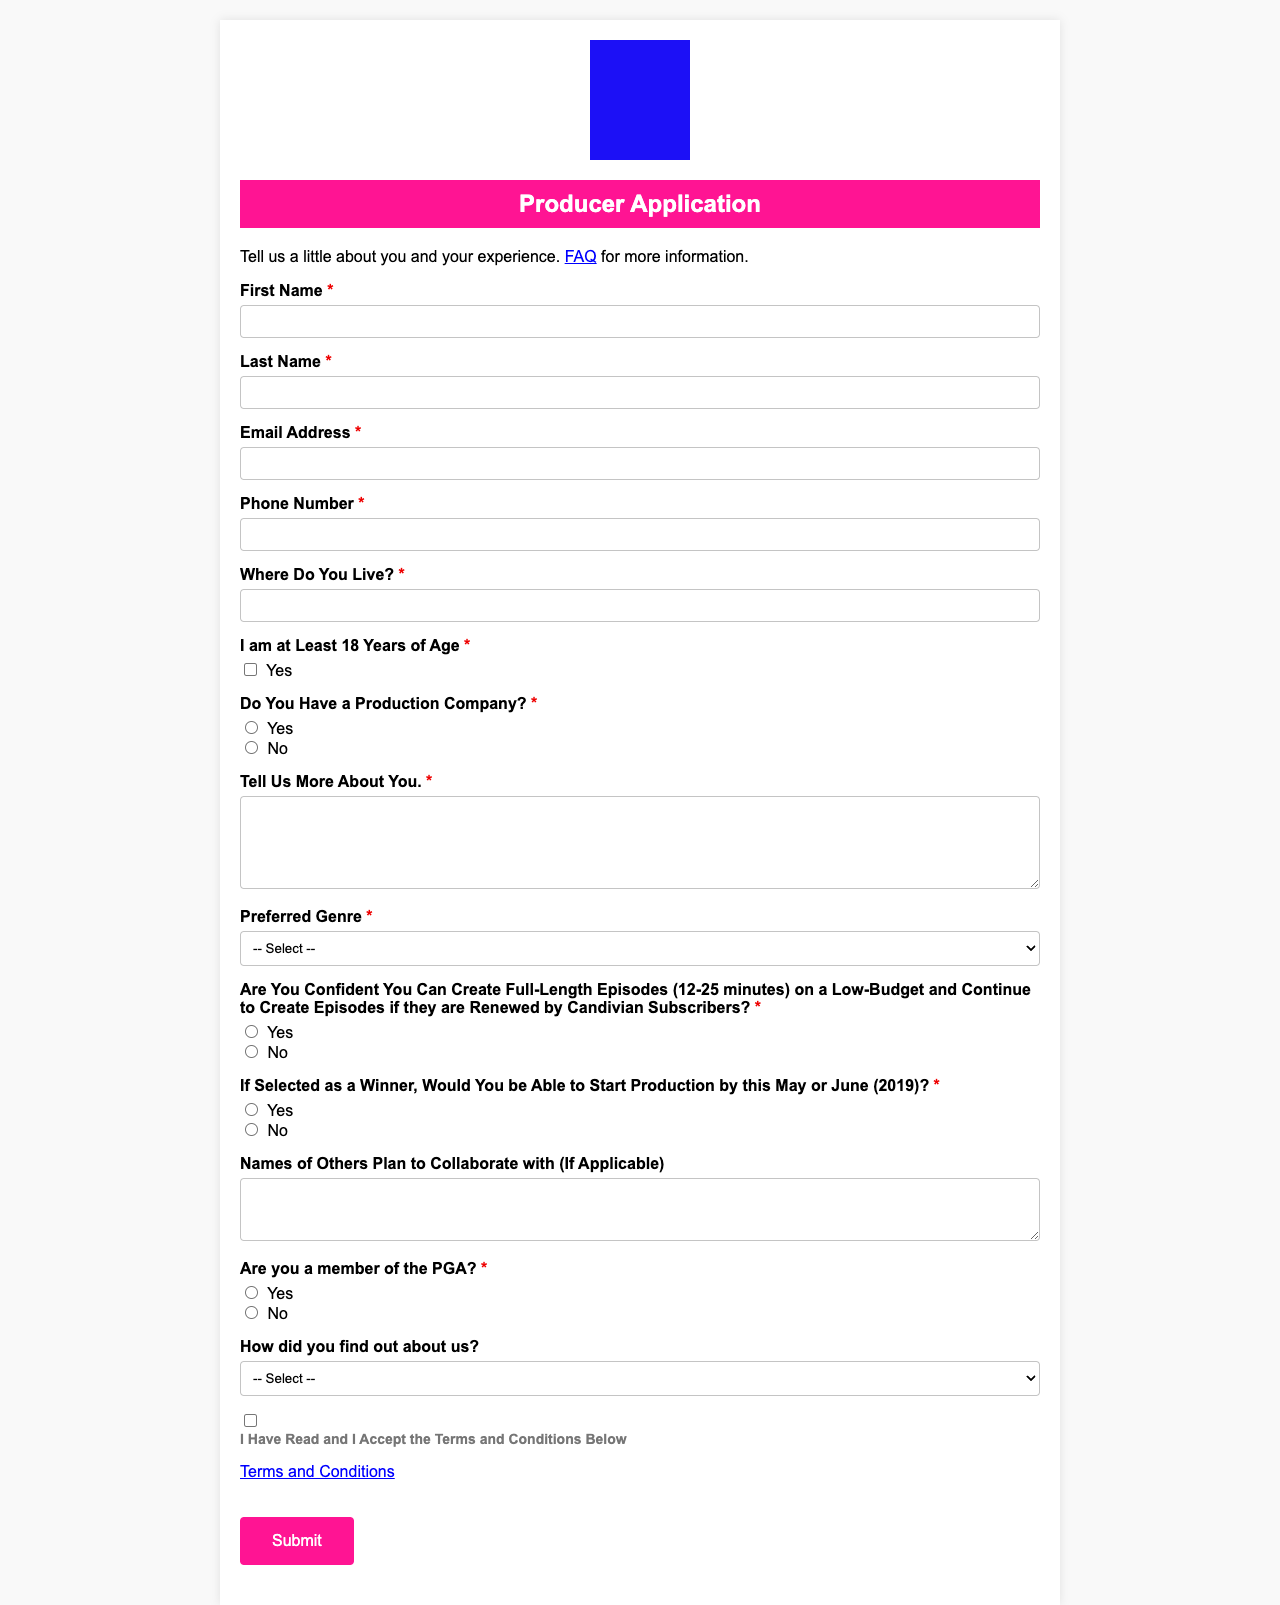 Producer Application
Tell us a little about you and your experience. FAQ for more information.
First Name *
Last Name *
Email Address *
Phone Number *
Where Do You Live? *
I am at Least 18 Years of Age *
Yes
Do You Have a Production Company? *
Yes
No
Tell Us More About You. *
Preferred Genre *
-- Select --
Are You Confident You Can Create Full-Length Episodes (12-25 minutes) on a Low-Budget and Continue
to Create Episodes if they are Renewed by Candivian Subscribers? *
Yes
No
If Selected as a Winner, Would You be Able to Start Production by this May or June (2019)? *
Yes
No
Names of Others Plan to Collaborate with (If Applicable)
Are you a member of the PGA? *
Yes
No
How did you find out about us?
-- Select --
I Have Read and I Accept the Terms and Conditions Below
Terms and Conditions
Submit